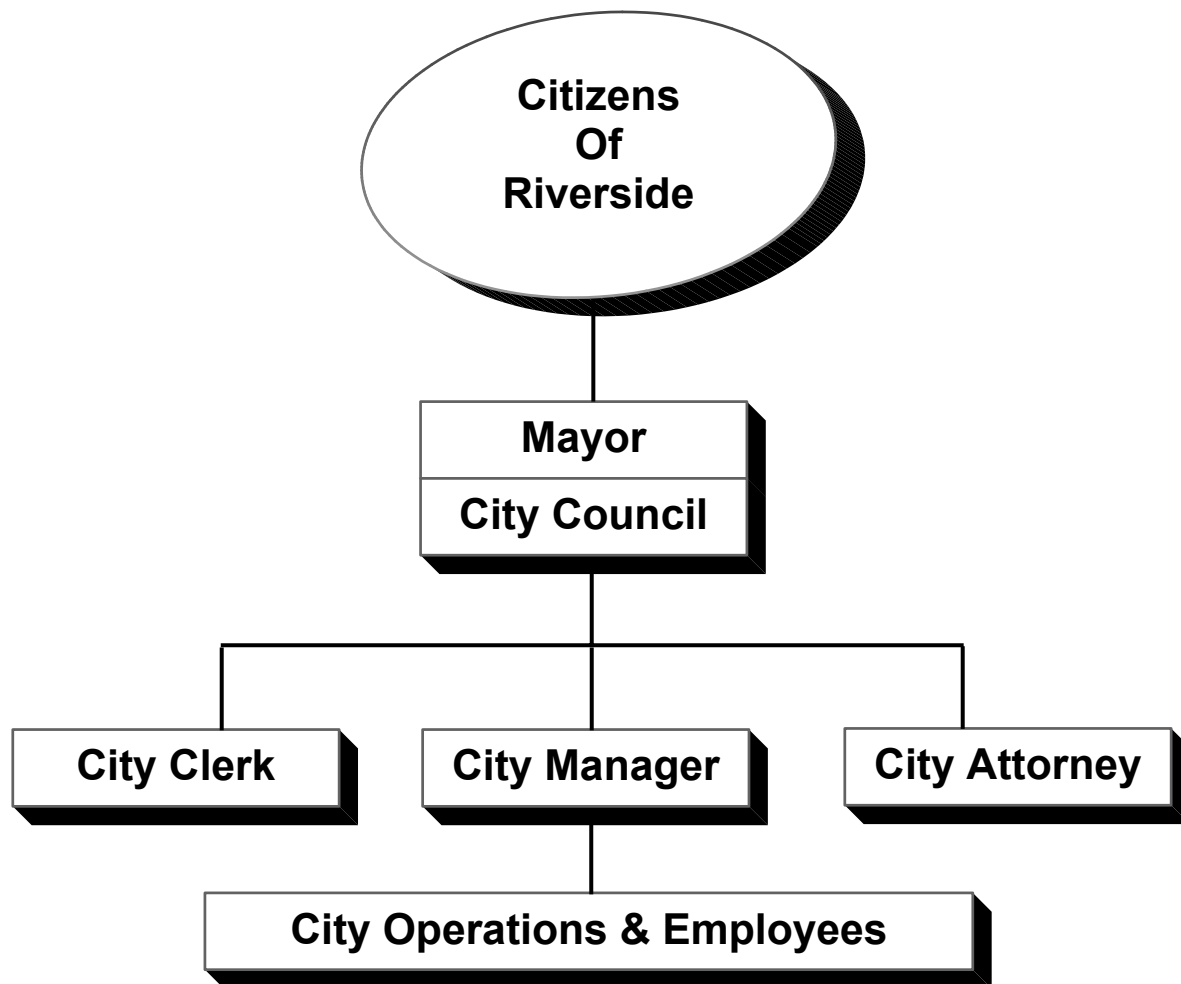 Citizens
Of
Riverside
Mayor
City Council
City Clerk
City Manager
City Attorney
City Operations & Employees